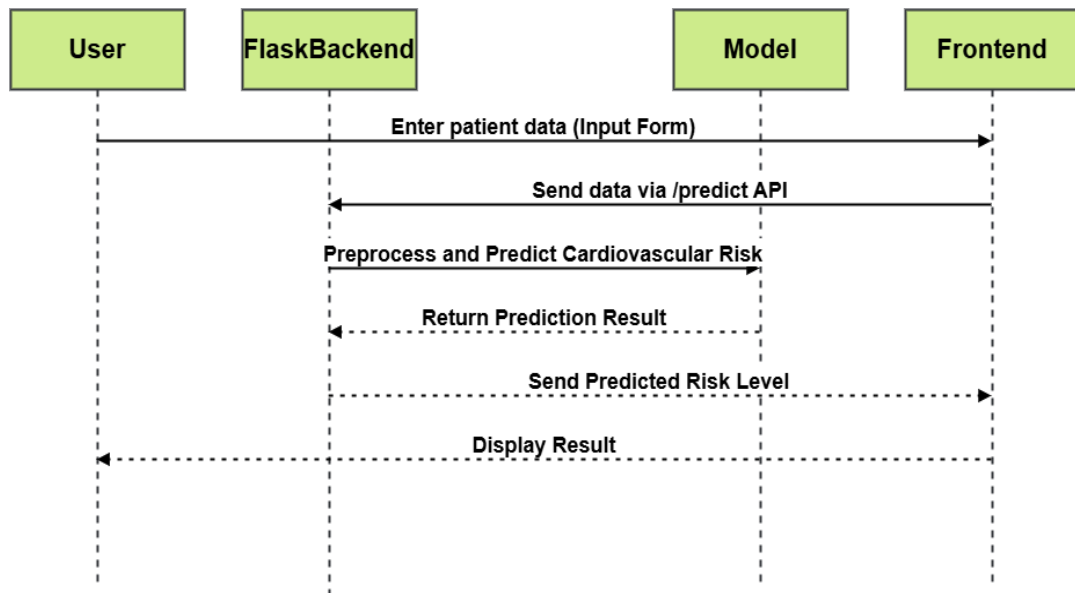 User
FlaskBackend
Model
Frontend
Enter patient data (Input Form)
Send data via /predict API
Preprocess and Predict Cardiovascular Risk
Return Prediction Result
Send Predicted Risk Level
Display Result